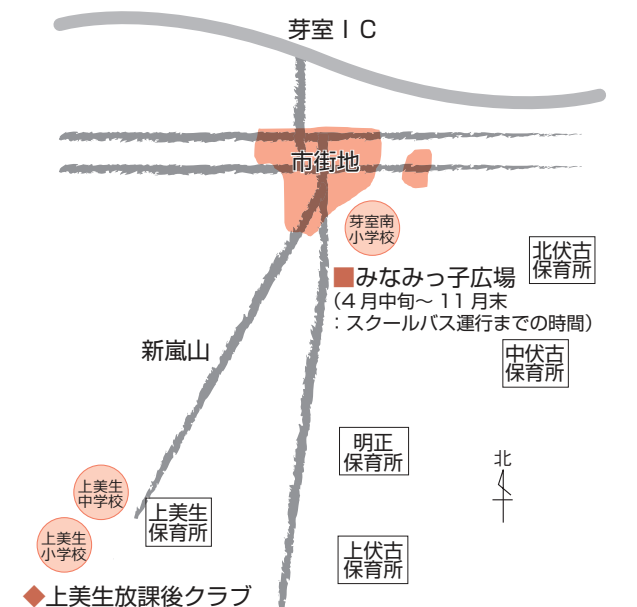 芽室IC
市街地
芽室南
小学校
北伏古
保育所
■みなみっ子広場
(4月中旬〜11月末
:スクールバス運行までの時間)
新嵐山
中伏古
保育所
明正
保育所
北
上美生
中学校
上美生
保育所
上美生
小学校
上伏古
保育所
◆上美生放課後クラブ